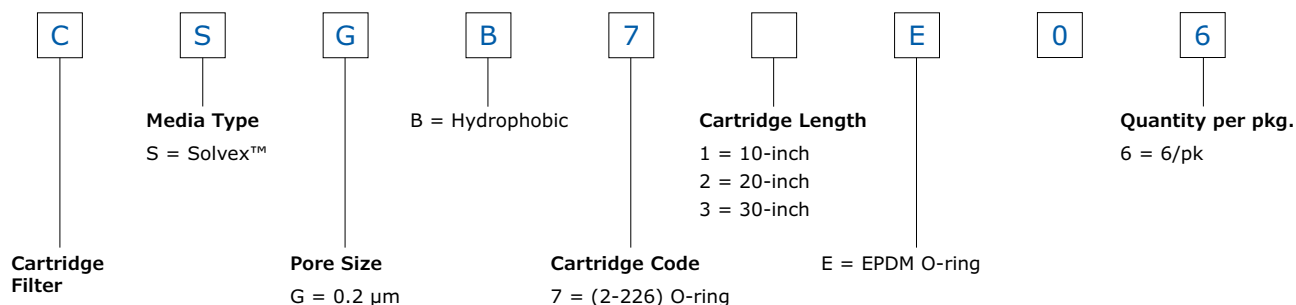 C S G B 7 E 0 6
Media Type
S = Solvex™
B = Hydrophobic
Cartridge Length
1 = 10-inch
2 = 20-inch
3 = 30-inch
Quantity per pkg.
6 = 6/pk
Cartridge
Filter
Pore Size
G = 0.2 µm
Cartridge Code
7 = (2-226) O-ring
E = EPDM O-ring